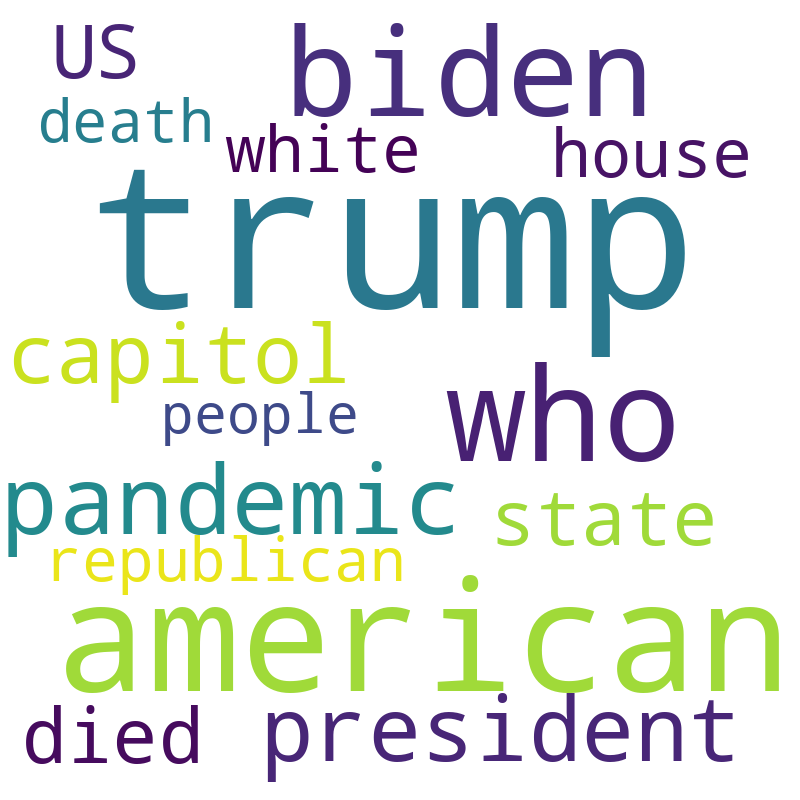 US
biden
death
white
house
trump
capitol
who
people
pandemic
state
republican
american
died
president